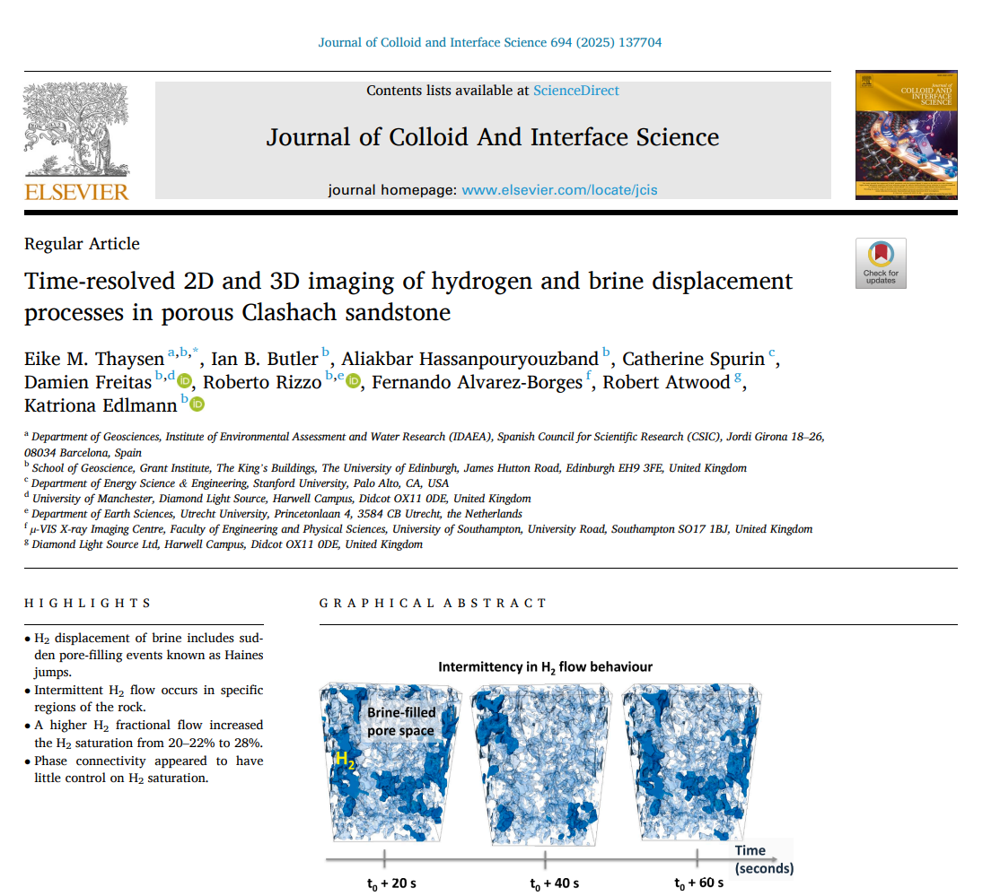 Journal of Colloid and Interface Science 694 (2025) 137704
Contents lists available at ScienceDirect
Journal of Colloid And Interface Science
journal homepage: www.elsevier.com/locate/jcis
ELSEVIER
Journal of
COLLOID AND
INTERFACE
SCIENCE
Regular Article
Check for
updates
Time-resolved 2D and 3D imaging of hydrogen and brine displacement
processes in porous Clashach sandstone
Eike M. Thaysen a,b,*, Ian B. Butler b, Aliakbar Hassanpouryouzband b, Catherine Spurin c,
Damien Freitas b,d iD, Roberto Rizzo b,e iD, Fernando Alvarez-Borges f, Robert Atwood g,
Katriona Edlmann b iD
a Department of Geosciences, Institute of Environmental Assessment and Water Research (IDAEA), Spanish Council for Scientific Research (CSIC), Jordi Girona 18–26,
08034 Barcelona, Spain
b School of Geoscience, Grant Institute, The King's Buildings, The University of Edinburgh, James Hutton Road, Edinburgh EH9 3FE, United Kingdom
c Department of Energy Science & Engineering, Stanford University, Palo Alto, CA, USA
d University of Manchester, Diamond Light Source, Harwell Campus, Didcot OX11 0DE, United Kingdom
e Department of Earth Sciences, Utrecht University, Princetonlaan 4, 3584 CB Utrecht, the Netherlands
f μ-VIS X-ray Imaging Centre, Faculty of Engineering and Physical Sciences, University of Southampton, University Road, Southampton SO17 1BJ, United Kingdom
g Diamond Light Source Ltd, Harwell Campus, Didcot OX11 0DE, United Kingdom
HIGHLIGHTS
• H2 displacement of brine includes sud-
den pore-filling events known as Haines
jumps.
• Intermittent H2 flow occurs in specific
regions of the rock.
• A higher H2 fractional flow increased
the H2 saturation from 20–22% to 28%.
• Phase connectivity appeared to have
little control on H2 saturation.
GRAPHICAL ABSTRACT
Intermittency in H2 flow behaviour
Brine-filled
pore space
H2
Time
(seconds)
t0 + 20 s
t0 + 40 s
t0 + 60 s